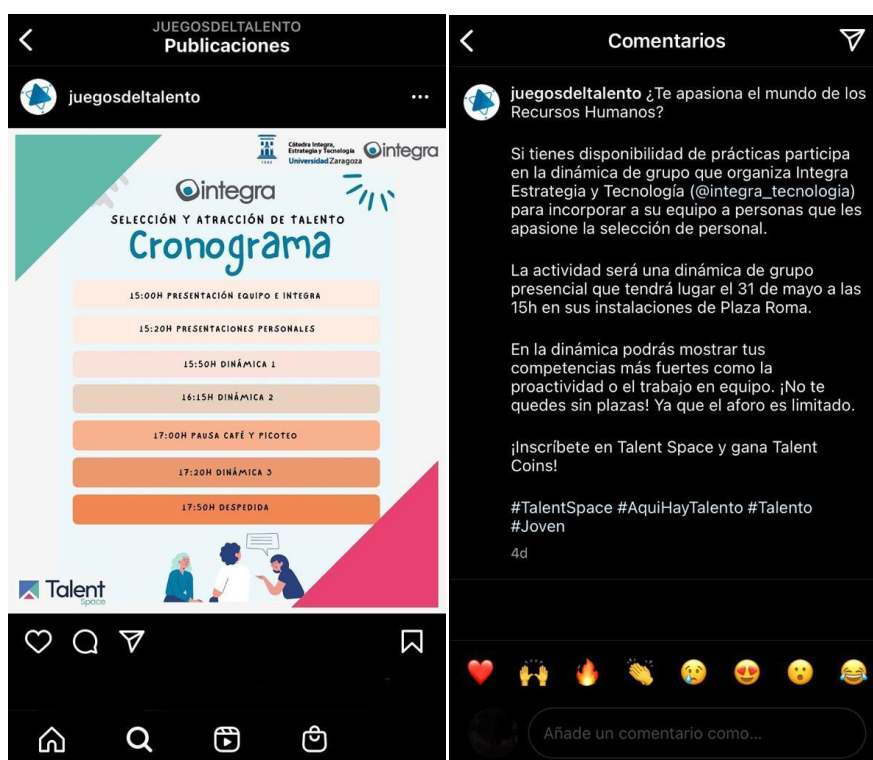 JUEGOSDELTALENTO
Publicaciones
juegosdeltalento
Cátedra Integra,
Estrategia y Tecnología
Universidad Zaragoza
1542
integra
integra
SELECCIÓN Y ATRACCIÓN DE TALENTO
Cronograma
15:00H PRESENTACIÓN EQUIPO E INTEGRA
15:20H PRESENTACIONES PERSONALES
15:50H DINÁMICA 1
16:15H DINÁMICA 2
17:00H PAUSA CAFÉ Y PICOTEO
17:20H DINÁMICA 3
17:50H DESPEDIDA
Talent
Space
Comentarios
juegosdeltalento ¿Te apasiona el mundo de los
Recursos Humanos?
Si tienes disponibilidad de prácticas participa
en la dinámica de grupo que organiza Integra
Estrategia y Tecnología (@integra_tecnologia)
para incorporar a su equipo a personas que les
apasione la selección de personal.
La actividad será una dinámica de grupo
presencial que tendrá lugar el 31 de mayo a las
15h en sus instalaciones de Plaza Roma.
En la dinámica podrás mostrar tus
competencias más fuertes como la
proactividad o el trabajo en equipo. ¡No te
quedes sin plazas! Ya que el aforo es limitado.
¡Inscríbete en Talent Space y gana Talent
Coins!
#TalentSpace #AquiHayTalento #Talento
#Joven
4d
Añade un comentario como...